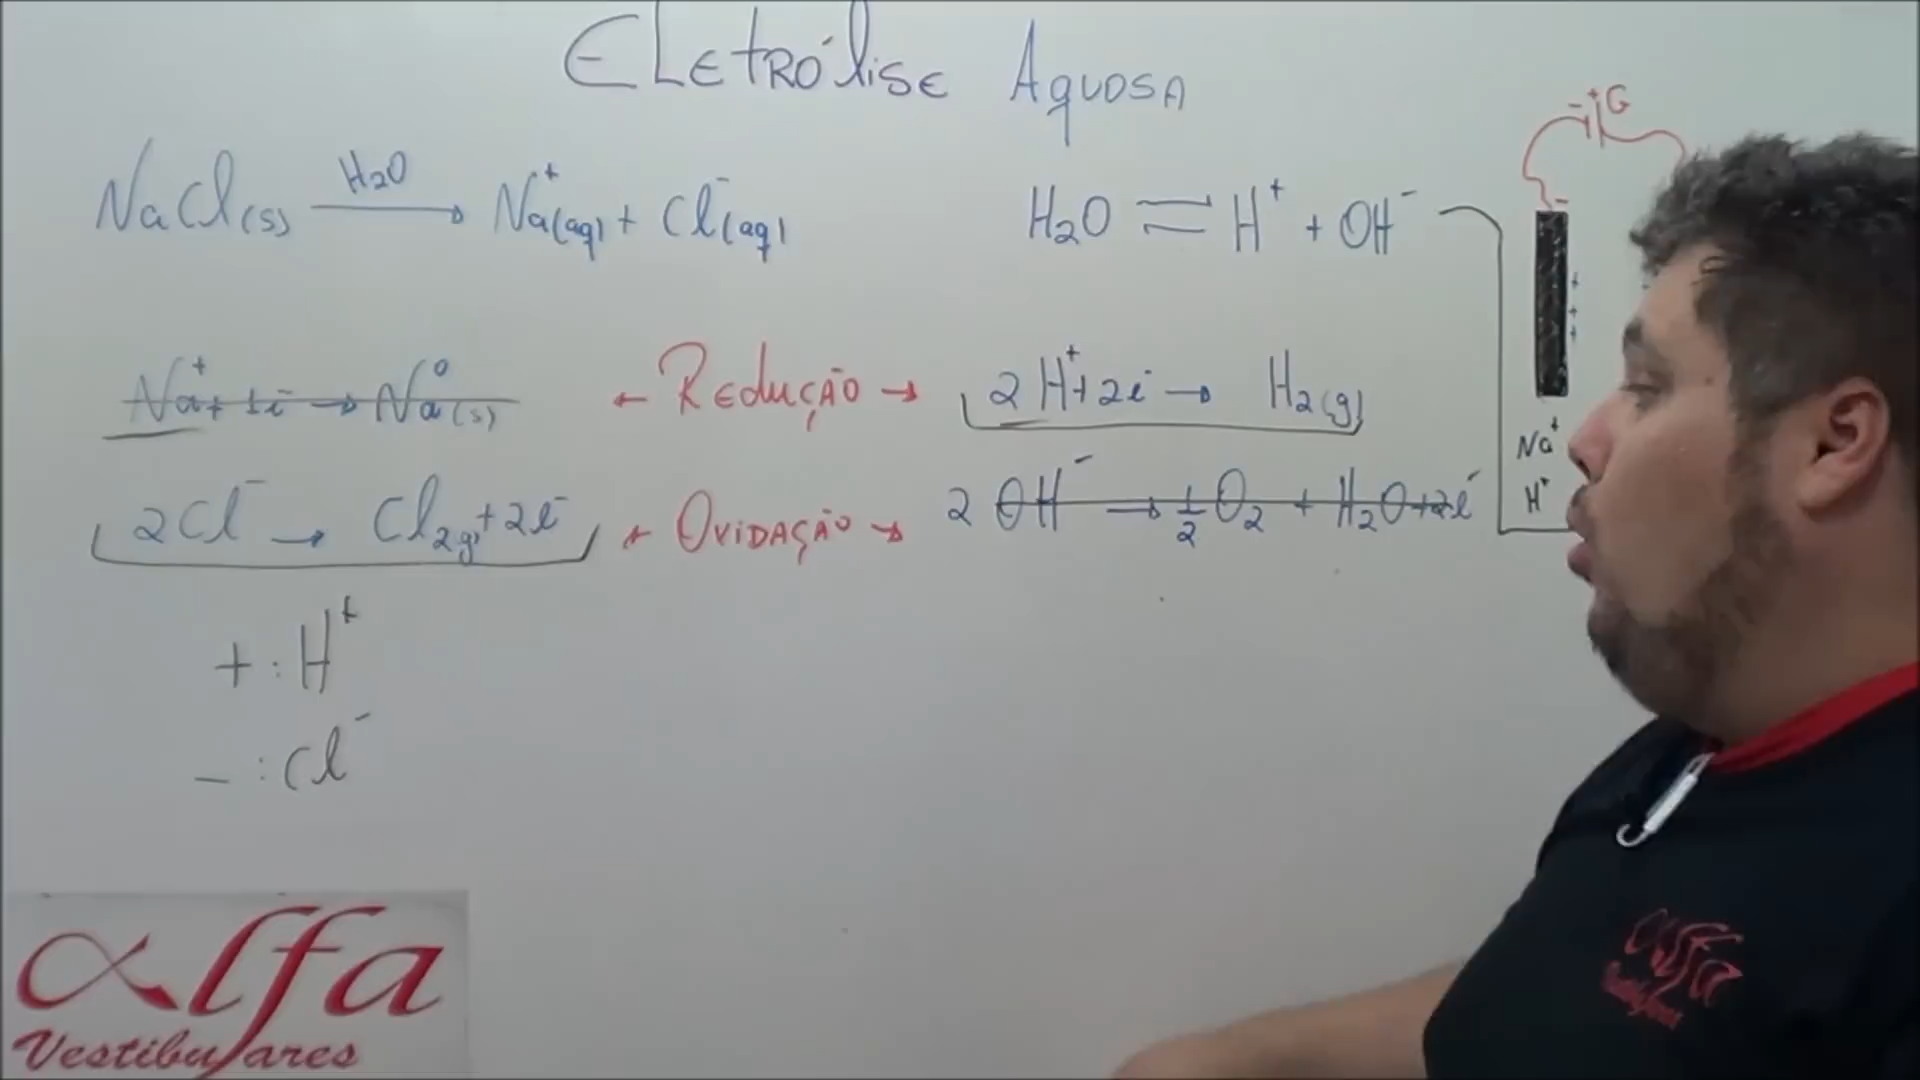 Eletrólise Aquosa
- + G
NaCl(s) —H2O→ Na+(aq) + Cl-(aq)
H2O ⇌ H+ + OH-
Na+ + 1e- → Na0(s)
← Redução →
2H+ + 2e- → H2(g)
2Cl- → Cl2(g) + 2e-
← Oxidação →
2 OH- → 1/2 O2 + H2O + 2e-
Na+
H+
+ : H+
- : Cl-
alfa
Vestibulares